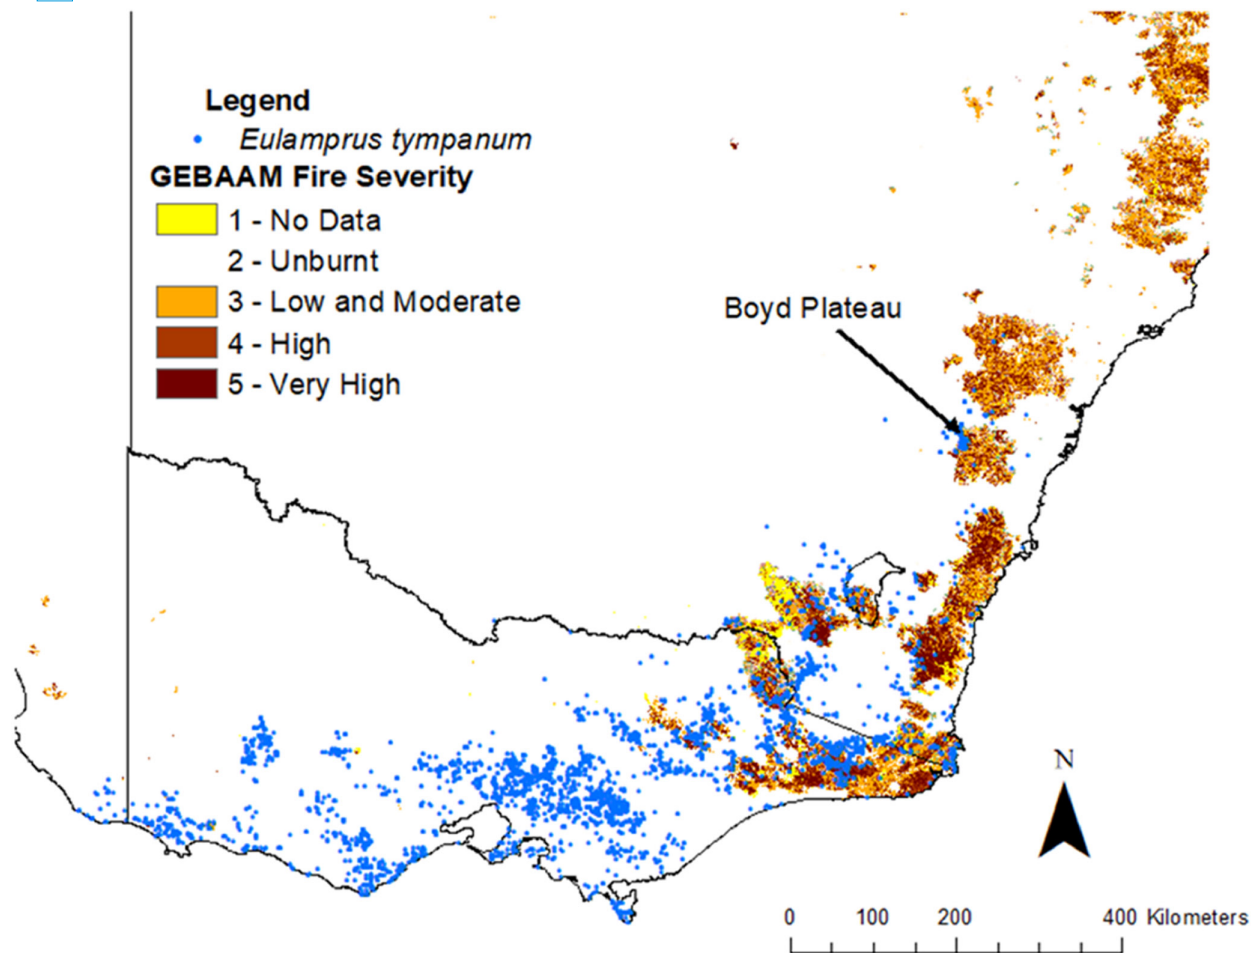 Legend
Eulamprus tympanum
GEBAAM Fire Severity
1 - No Data
2 - Unburnt
3 - Low and Moderate
4 - High
5 - Very High
Boyd Plateau
N
0 100 200 400 Kilometers